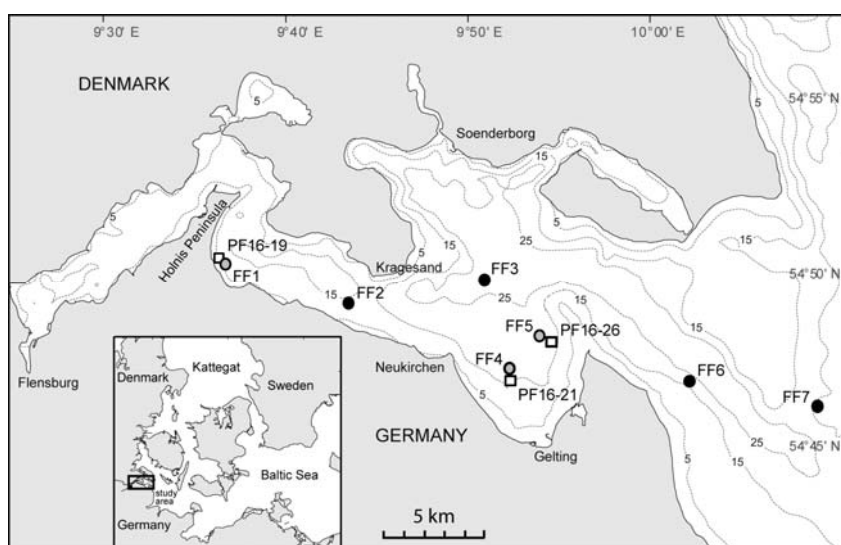 9°30' E
9°40' E
9°50' E
10°00' E
DENMARK
5
Soenderborg
5
54°55' N
15
15
5
Holnis Peninsula
5
25
PF16-19
5
15
FF1
Kragesand
FF3
54°50' N
15
FF2
25
FF5
PF16-26
Neukirchen
FF4
FF6
Flensburg
5
PF16-21
FF7
GERMANY
25
54°45' N
5
15
Gelting
5 km
Denmark
Kattegat
Sweden
Baltic Sea
study
area
Germany